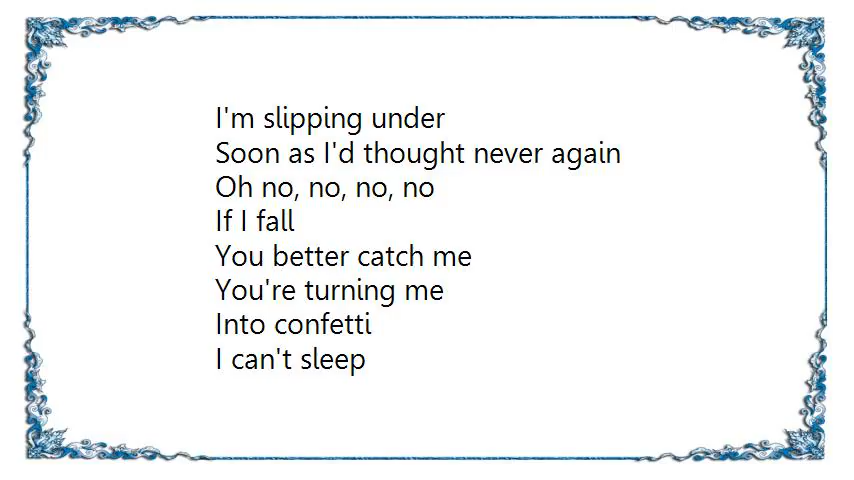 I'm slipping under
Soon as I'd thought never again
Oh no, no, no, no
If I fall
You better catch me
You're turning me
Into confetti
I can't sleep